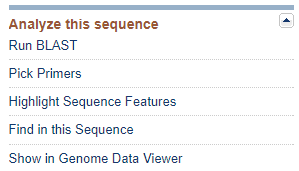 Analyze this sequence
Run BLAST
Pick Primers
Highlight Sequence Features
Find in this Sequence
Show in Genome Data Viewer